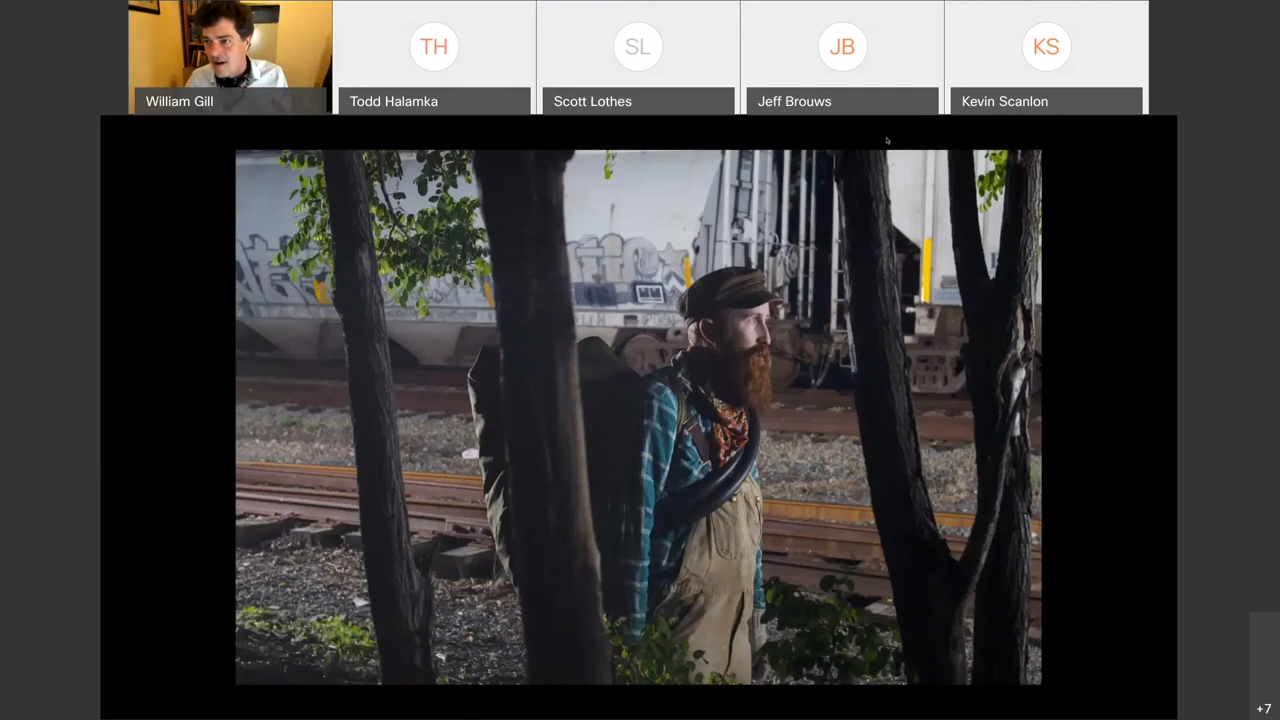 TH
SL
JB
KS
William Gill
Todd Halamka
Scott Lothes
Jeff Brouws
Kevin Scanlon
+7